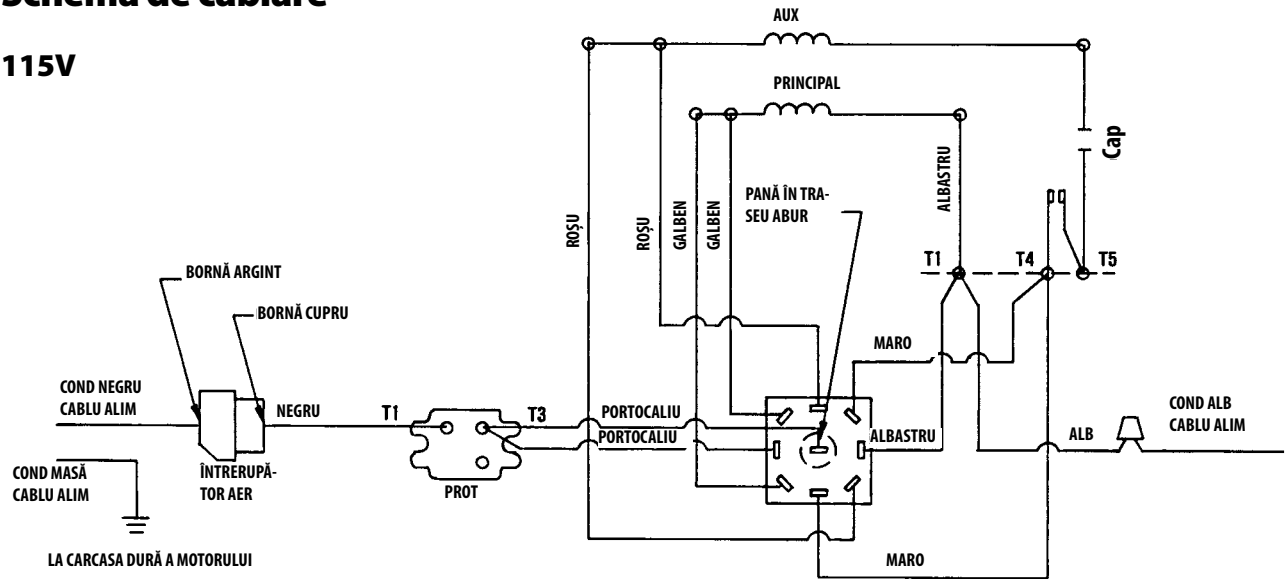 Schema de cablare
115V
AUX
PRINCIPAL
Cap
ALBASTRU
PANĂ ÎN TRA-
SEU ABUR
ROȘU
ROȘU
GALBEN
GALBEN
T1
T4
T5
BORNĂ ARGINT
BORNĂ CUPRU
MARO
COND NEGRU
CABLU ALIM
NEGRU
T1
T3
PORTOCALIU
PORTOCALIU
ALBASTRU
ALB
COND ALB
CABLU ALIM
COND MASĂ
CABLU ALIM
ÎNTRERUPĂ-
TOR AER
PROT
LA CARCASA DURĂ A MOTORULUI
MARO